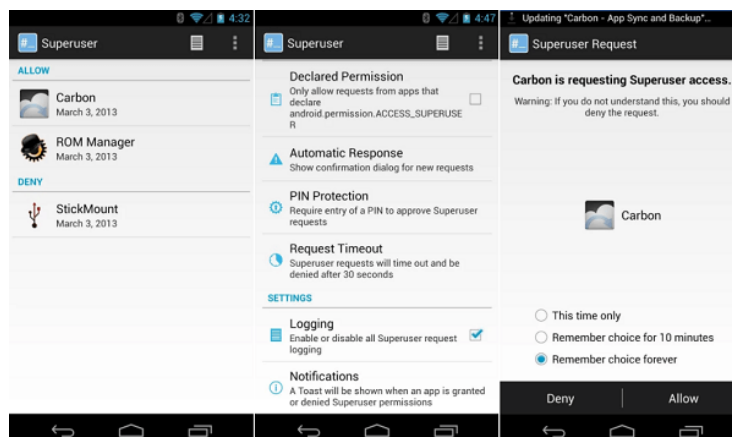 4:32
#_ Superuser
ALLOW
Carbon
March 3, 2013
ROM Manager
March 3, 2013
DENY
StickMount
March 3, 2013
4:47
#_ Superuser
Declared Permission
Only allow requests from apps that
declare
android.permission.ACCESS_SUPERUSE
R
Automatic Response
Show confirmation dialog for new requests
PIN Protection
Require entry of a PIN to approve Superuser
requests
Request Timeout
Superuser requests will time out and be
denied after 30 seconds
SETTINGS
Logging
Enable or disable all Superuser request
logging
Notifications
A Toast will be shown when an app is granted
or denied Superuser permissions
Updating "Carbon - App Sync and Backup"...
#_ Superuser Request
Carbon is requesting Superuser access.
Warning: If you do not understand this, you should
deny the request.
Carbon
This time only
Remember choice for 10 minutes
Remember choice forever
Deny
Allow